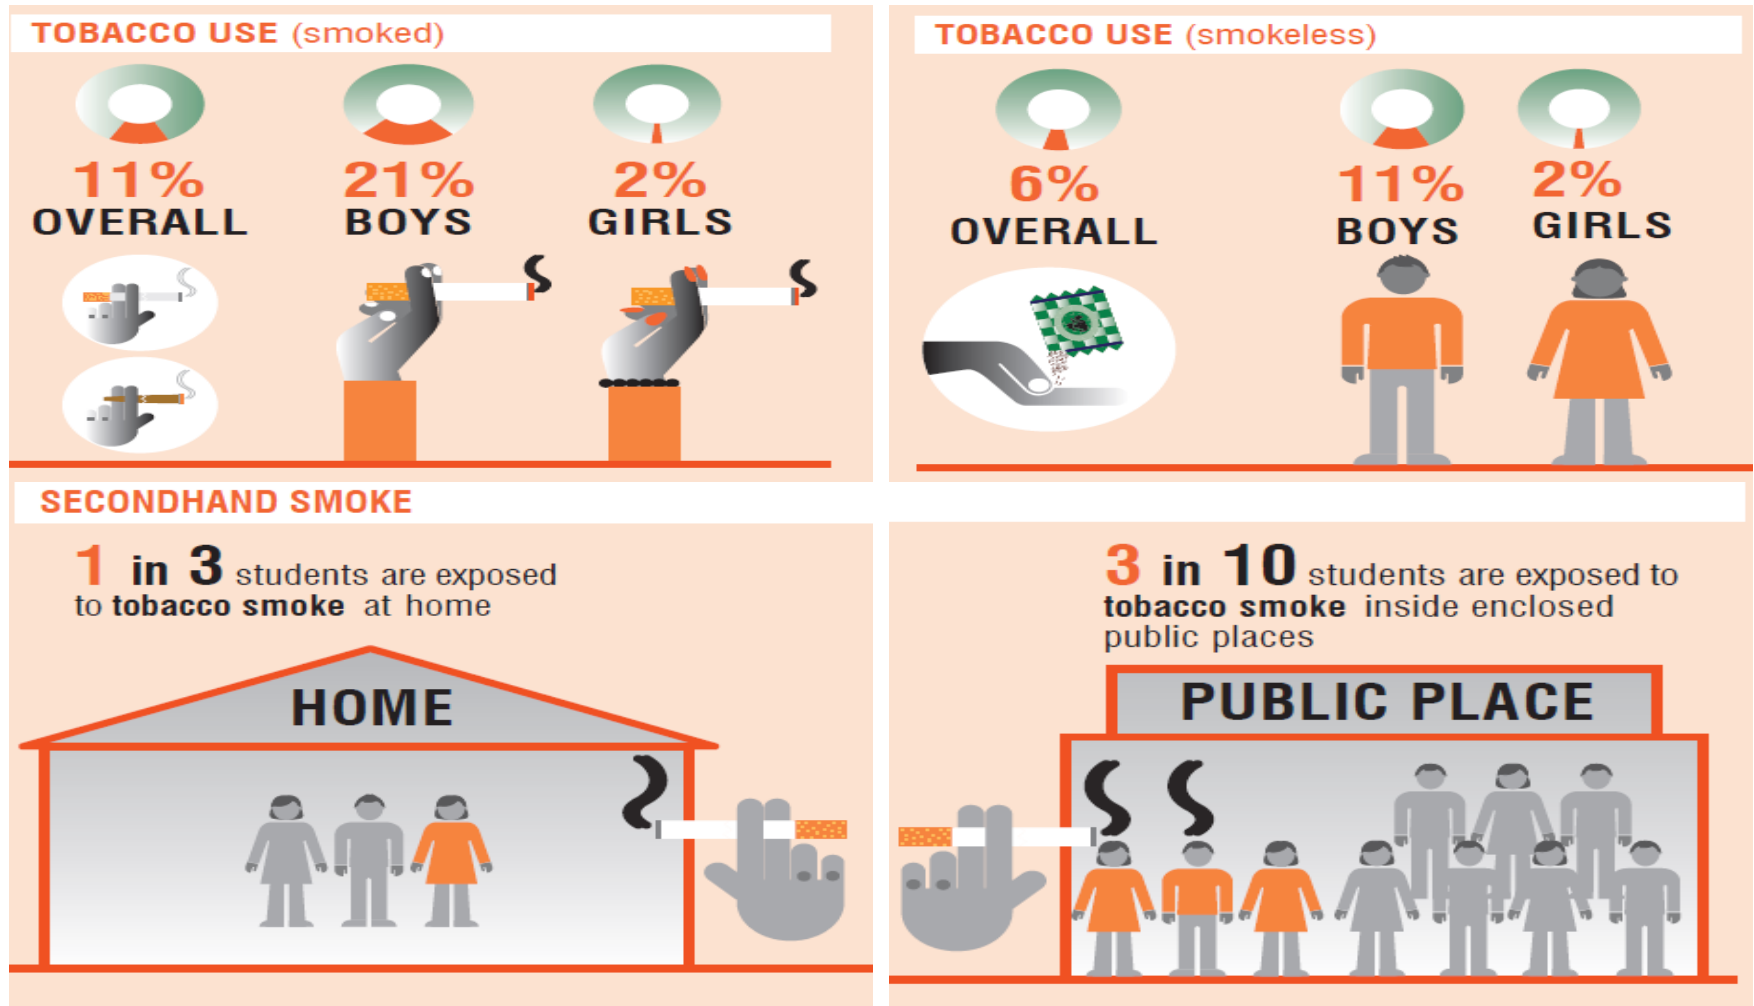 TOBACCO USE (smoked)
11%
OVERALL
21%
BOYS
2%
GIRLS
TOBACCO USE (smokeless)
6%
OVERALL
11%
BOYS
2%
GIRLS
SECONDHAND SMOKE
1 in 3 students are exposed
to tobacco smoke at home
HOME
3 in 10 students are exposed to
tobacco smoke inside enclosed
public places
PUBLIC PLACE